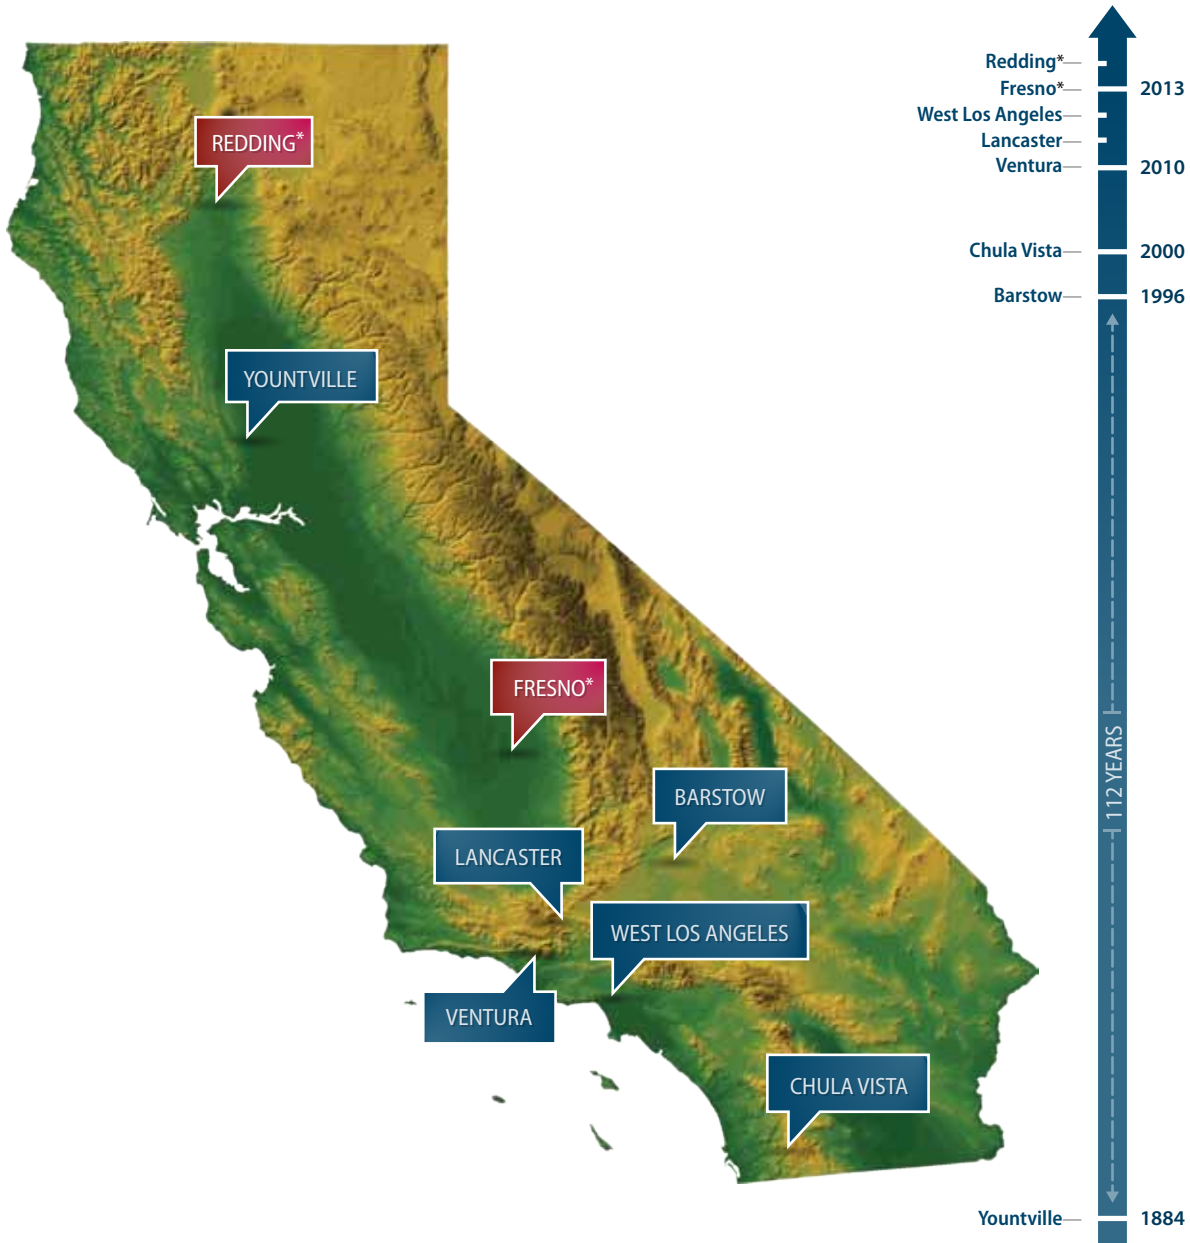 REDDING*
YOUNTVILLE
FRESNO*
BARSTOW
LANCASTER
WEST LOS ANGELES
VENTURA
CHULA VISTA
Redding*
Fresno* 2013
West Los Angeles
Lancaster
Ventura 2010
Chula Vista 2000
Barstow 1996
112 YEARS
Yountville 1884